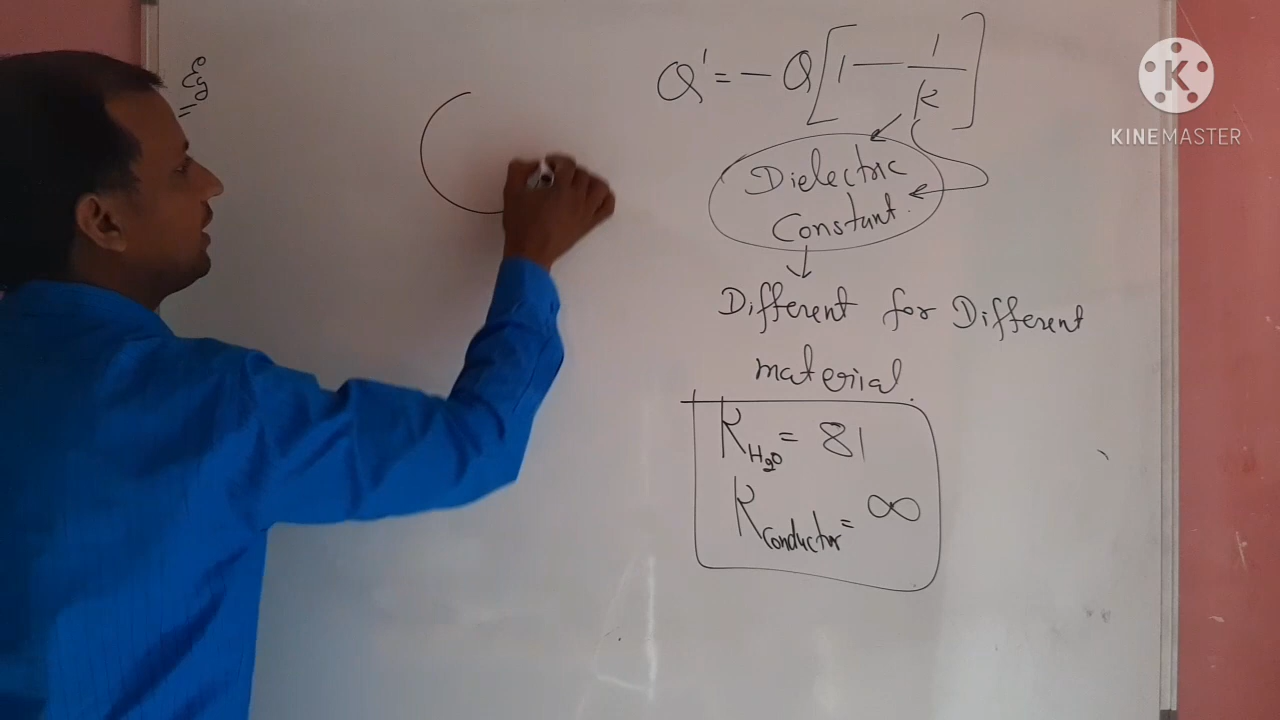 Eg
Q' = - Q [1 - 1/K]
Dielectric
Constant.
Different for Different
material.
K H2O = 81
K Conductor = ∞
K
KINEMASTER